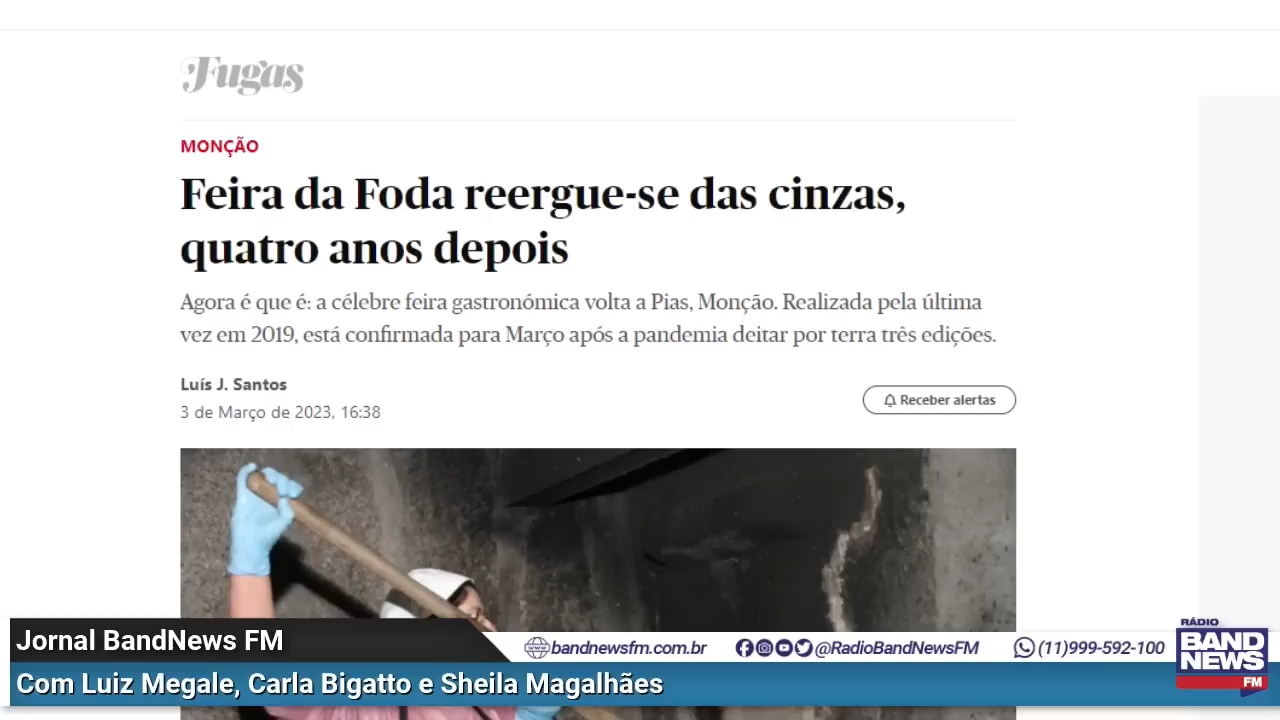 Fugas
MONÇÃO
Feira da Foda reergue-se das cinzas,
quatro anos depois
Agora é que é: a célebre feira gastronómica volta a Pias, Monção. Realizada pela última
vez em 2019, está confirmada para Março após a pandemia deitar por terra três edições.
Luís J. Santos
3 de Março de 2023, 16:38
Receber alertas
Jornal BandNews FM
bandnewsfm.com.br
@RadioBandNewsFM
(11)999-592-100
RÁDIO
BAND
NEWS
FM
Com Luiz Megale, Carla Bigatto e Sheila Magalhães